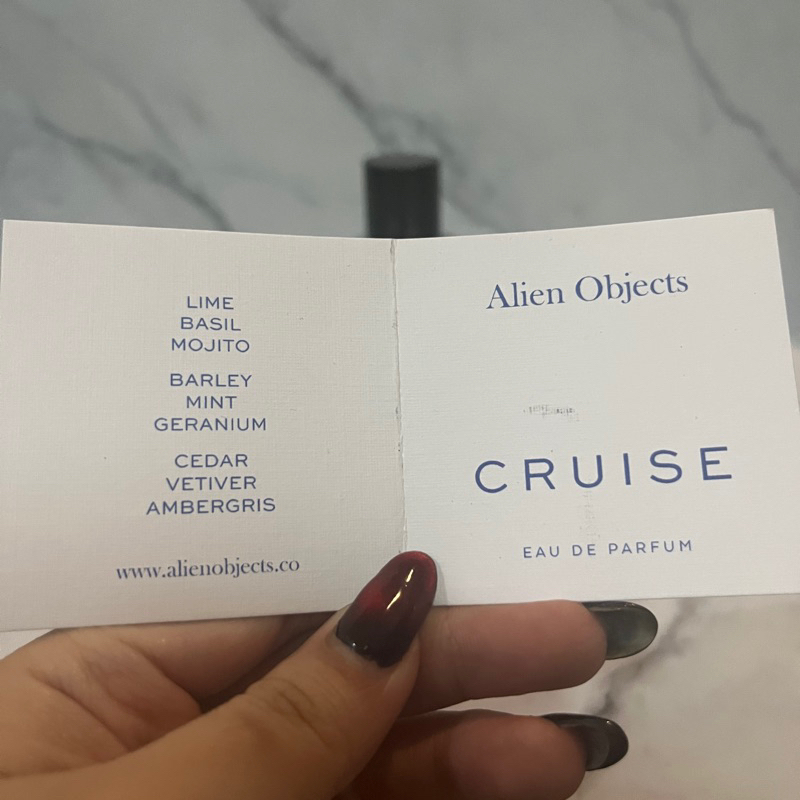 LIME
BASIL
MOJITO
BARLEY
MINT
GERANIUM
CEDAR
VETIVER
AMBERGRIS
www.alienobjects.co
Alien Objects
CRUISE
EAU DE PARFUM